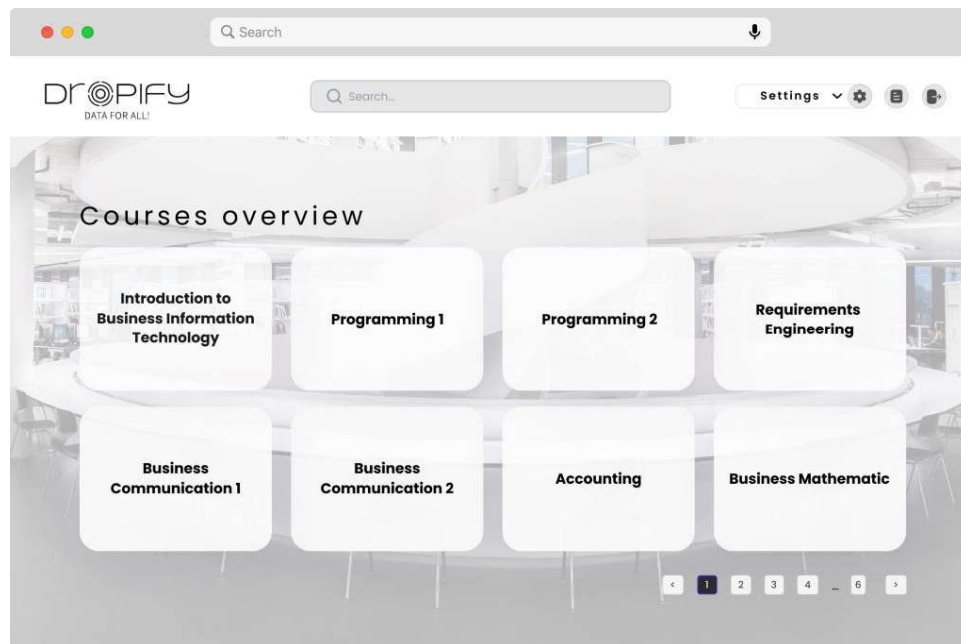 Search
DropiFy
DATA FOR ALL!
Search...
Settings
Courses overview
Introduction to
Business Information
Technology
Programming 1
Programming 2
Requirements
Engineering
Business
Communication 1
Business
Communication 2
Accounting
Business Mathematic
< 1 2 3 4 ... 6 >